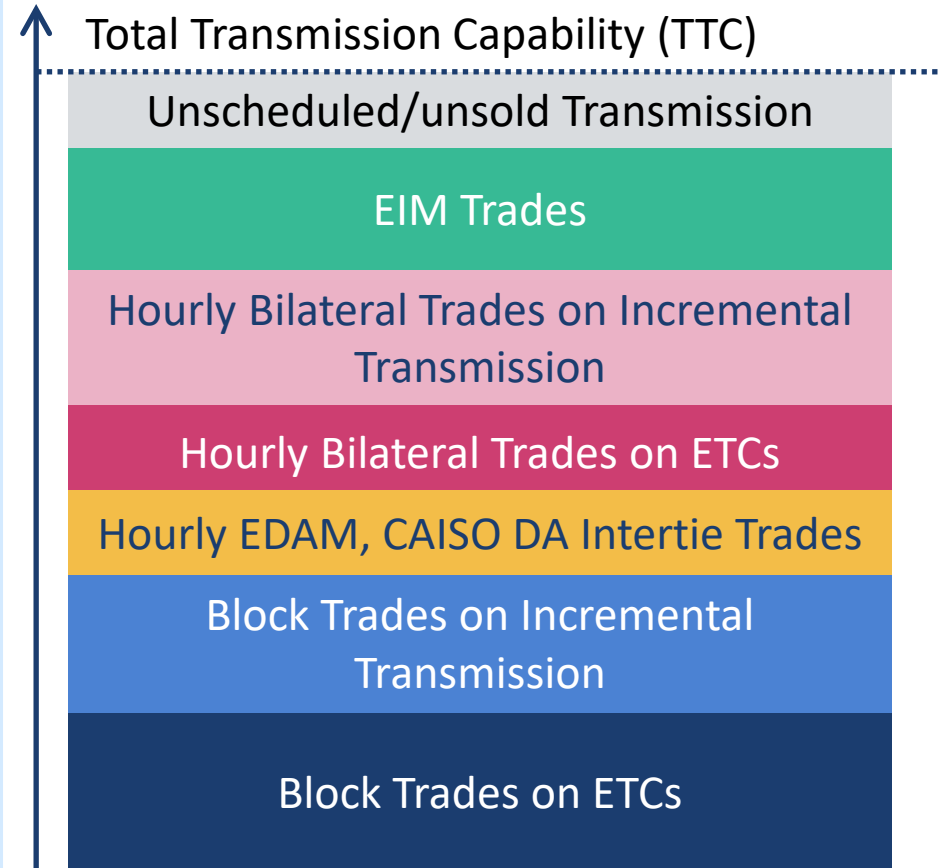 Total Transmission Capability (TTC)
Unscheduled/unsold Transmission
EIM Trades
Hourly Bilateral Trades on Incremental
Transmission
Hourly Bilateral Trades on ETCs
Hourly EDAM, CAISO DA Intertie Trades
Block Trades on Incremental
Transmission
Block Trades on ETCs